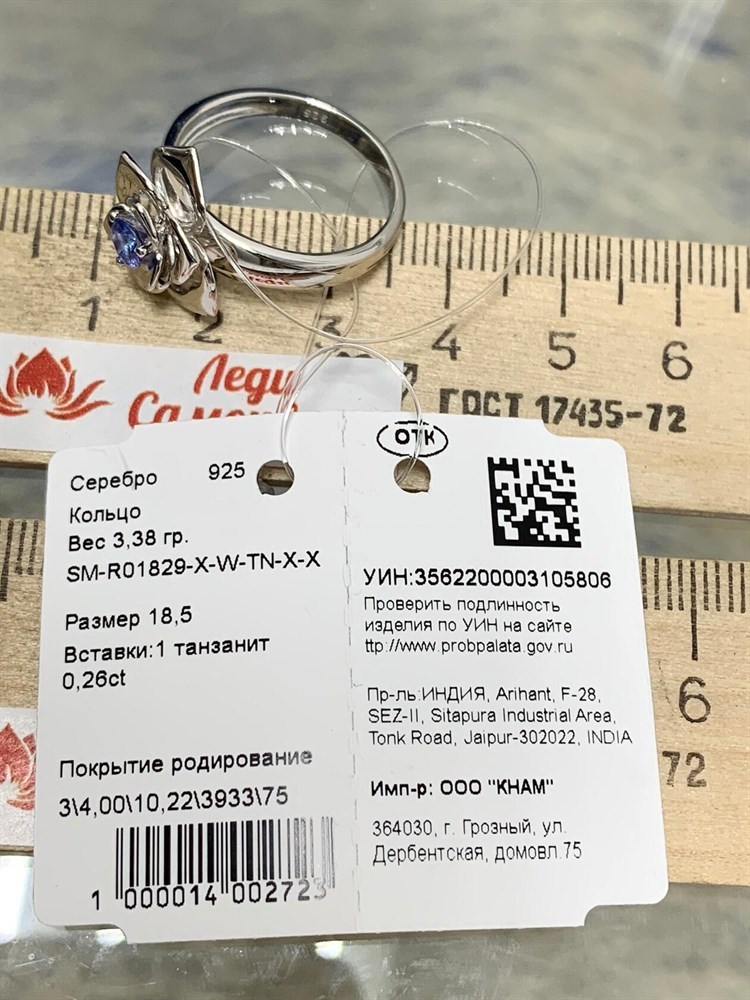 925
1 2 3 4 5 6
Леди
ГОСТ 17435-72
Серебро 925
Кольцо
Вес 3,38 гр.
SM-R01829-X-W-TN-X-X
Размер 18,5
Вставки:1 танзанит
0,26ct
Покрытие родирование
3\4,00\10,22\3933\75
1 000014 002723
ОТК
УИН:3562200003105806
Проверить подлинность
изделия по УИН на сайте
ttp://www.probpalata.gov.ru
Пр-ль:ИНДИЯ, Arihant, F-28,
SEZ-II, Sitapura Industrial Area,
Tonk Road, Jaipur-302022, INDIA
Имп-р: ООО "КНАМ"
364030, г. Грозный, ул.
Дербентская, домовл.75
6
72